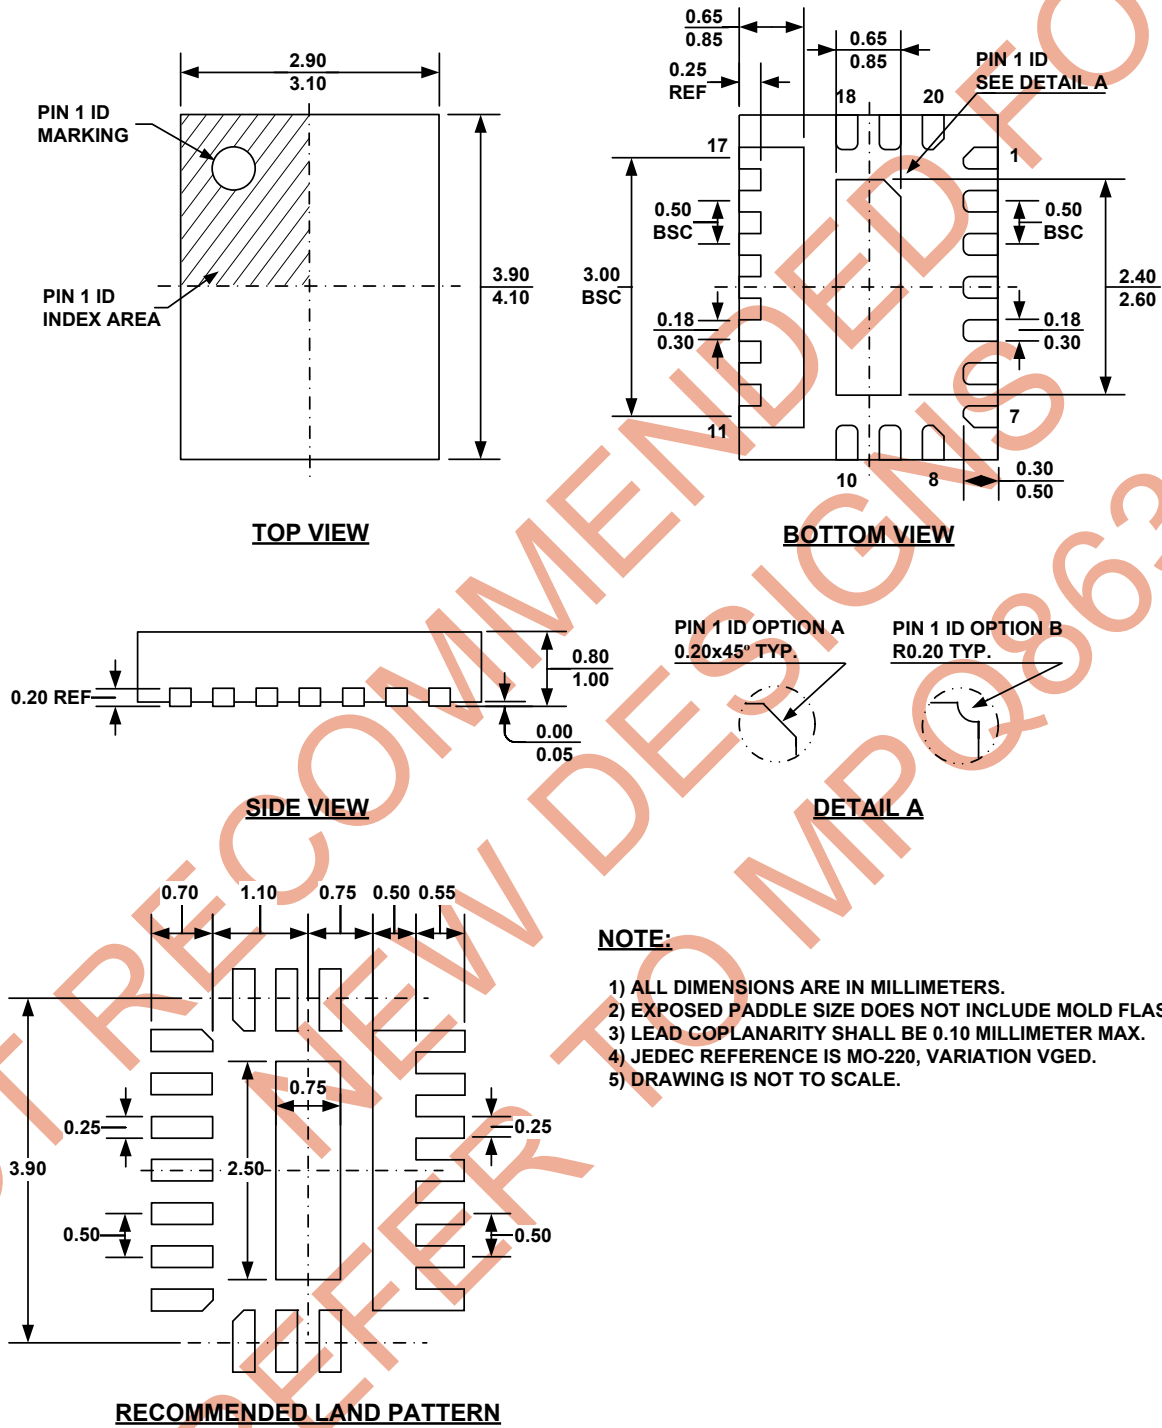 2.90
3.10
PIN 1 ID
MARKING
PIN 1 ID
INDEX AREA
3.90
4.10
TOP VIEW
0.65
0.85
0.65
0.85
0.25
REF
PIN 1 ID
SEE DETAIL A
18
20
17
1
0.50
BSC
0.50
BSC
3.00
BSC
2.40
2.60
0.18
0.30
0.18
0.30
11
7
10
8
0.30
0.50
BOTTOM VIEW
0.20 REF
0.80
1.00
0.00
0.05
SIDE VIEW
PIN 1 ID OPTION A
0.20x45º TYP.
PIN 1 ID OPTION B
R0.20 TYP.
DETAIL A
0.70
1.10
0.75
0.50
0.55
0.75
0.25
0.25
3.90
2.50
0.50
0.50
RECOMMENDED LAND PATTERN
NOTE:
1) ALL DIMENSIONS ARE IN MILLIMETERS.
2) EXPOSED PADDLE SIZE DOES NOT INCLUDE MOLD FLAS
3) LEAD COPLANARITY SHALL BE 0.10 MILLIMETER MAX.
4) JEDEC REFERENCE IS MO-220, VARIATION VGED.
5) DRAWING IS NOT TO SCALE.
T RECOMMENDED FO
NEW DESIGNS
REFER TO MPQ863